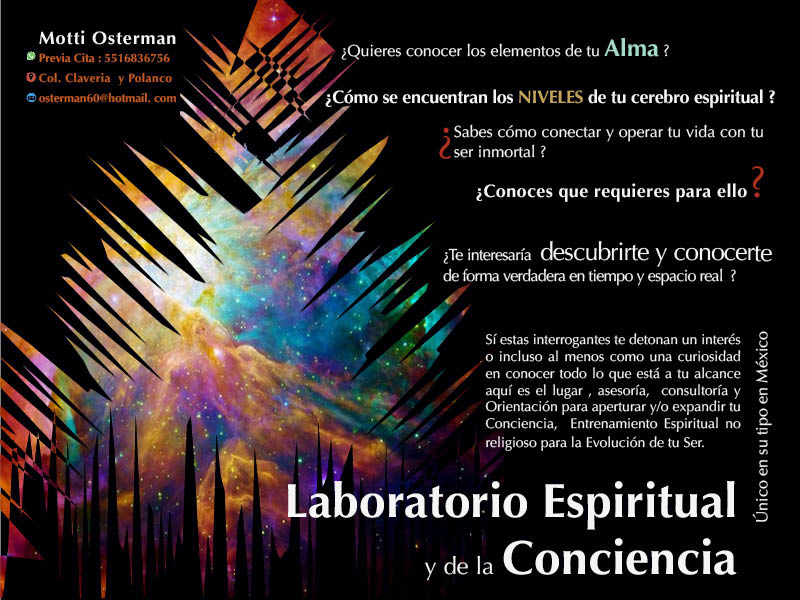 Motti Osterman
Previa Cita : 5516836756
Col. Claveria y Polanco
osterman60@hotmail. com
¿Quieres conocer los elementos de tu Alma ?
¿Cómo se encuentran los NIVELES de tu cerebro espiritual ?
¿Sabes cómo conectar y operar tu vida con tu
ser inmortal ?
¿Conoces que requieres para ello ?
¿Te interesaría descubrirte y conocerte
de forma verdadera en tiempo y espacio real ?
Sí estas interrogantes te detonan un interés
o incluso al menos como una curiosidad
en conocer todo lo que está a tu alcance
aquí es el lugar , asesoría, consultoría y
Orientación para aperturar y/o expandir tu
Conciencia, Entrenamiento Espiritual no
religioso para la Evolución de tu Ser.
Único en su tipo en México
Laboratorio Espiritual
y de la Conciencia